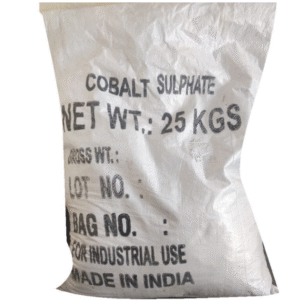 COBALT SULPHATE
NET WT.: 25 KGS
GROSS WT.:
LOT NO. :
BAG NO. :
FOR INDUSTRIAL USE
MADE IN INDIA